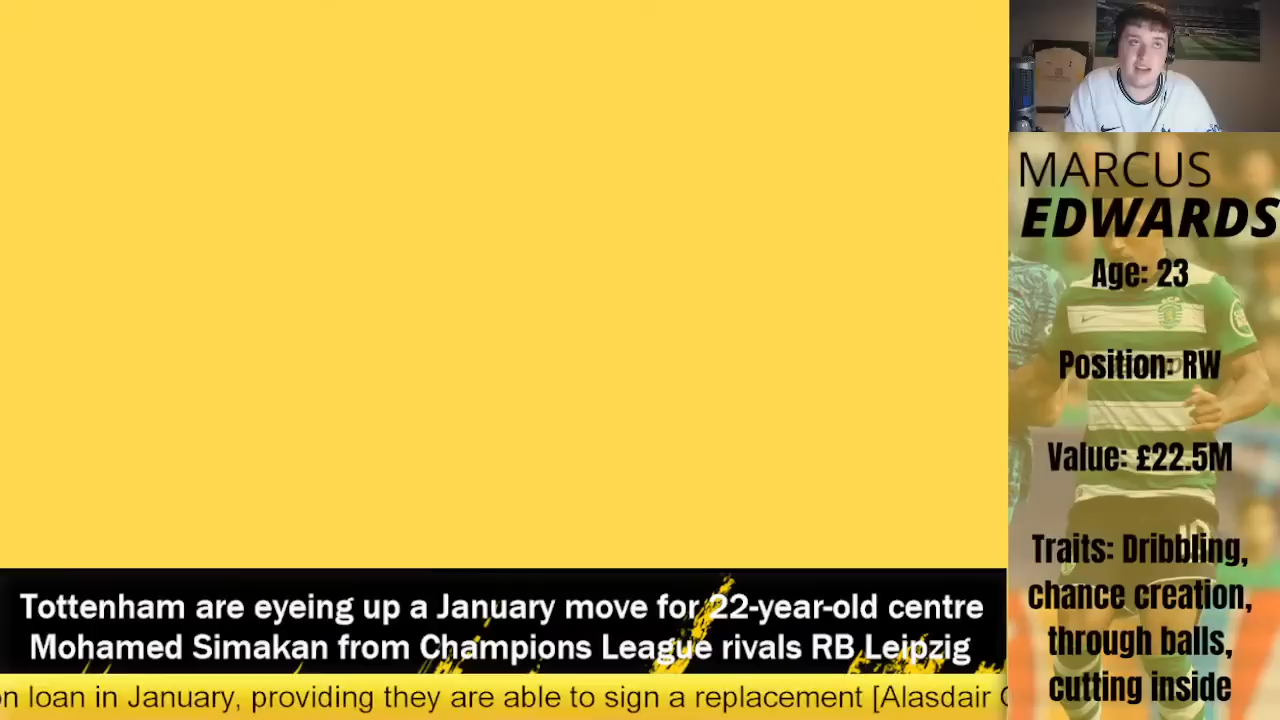 MARCUS
EDWARDS
Age: 23
Position: RW
Value: £22.5M
Traits: Dribbling,
chance creation,
through balls,
cutting inside
Tottenham are eyeing up a January move for 22-year-old centre
Mohamed Simakan from Champions League rivals RB Leipzig
on loan in January, providing they are able to sign a replacement [Alasdair